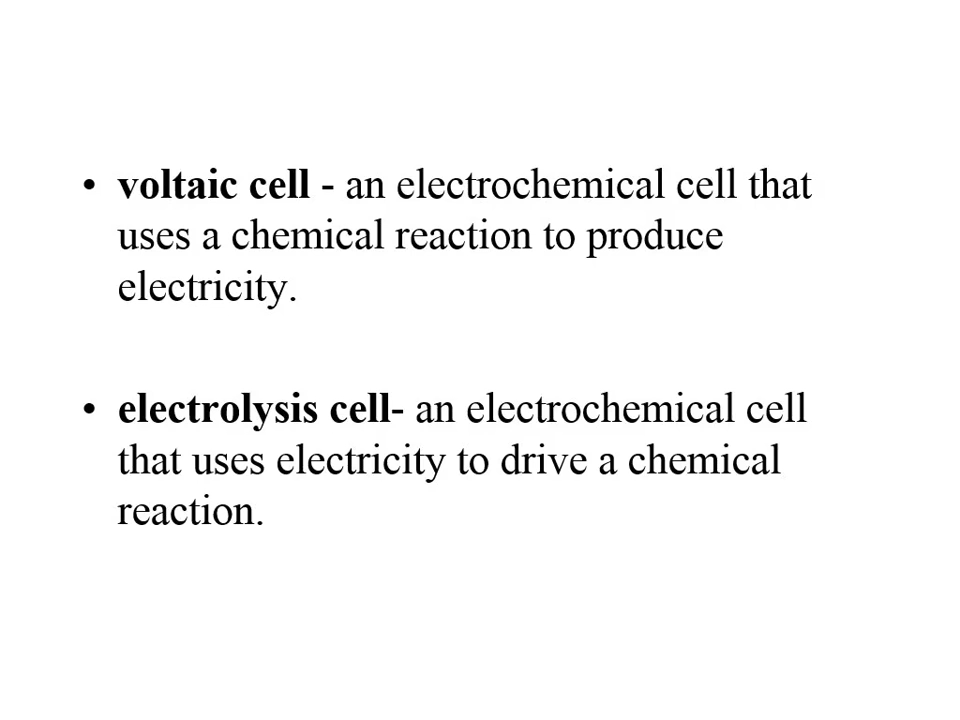 • voltaic cell - an electrochemical cell that
uses a chemical reaction to produce
electricity.
• electrolysis cell- an electrochemical cell
that uses electricity to drive a chemical
reaction.